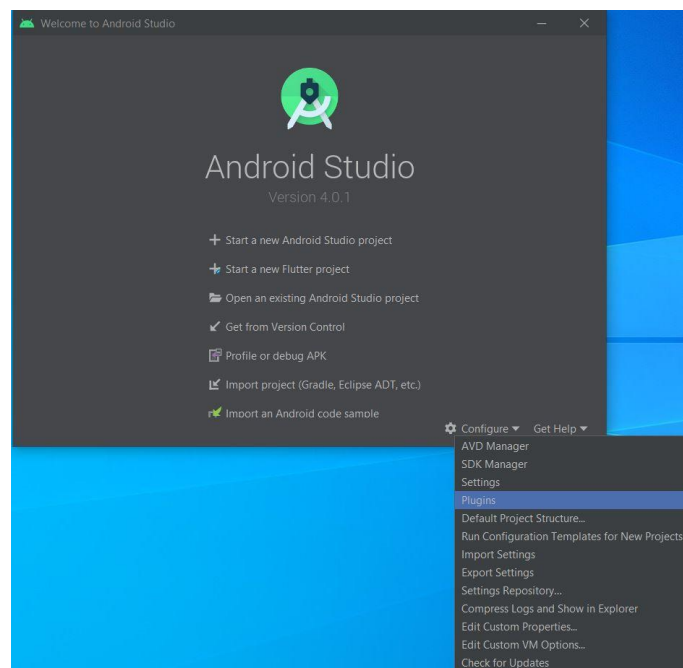 Welcome to Android Studio
Android Studio
Version 4.0.1
Start a new Android Studio project
Start a new Flutter project
Open an existing Android Studio project
Get from Version Control
Profile or debug APK
Import project (Gradle, Eclipse ADT, etc.)
Import an Android code sample
Configure Get Help
AVD Manager
SDK Manager
Settings
Plugins
Default Project Structure...
Run Configuration Templates for New Projects
Import Settings
Export Settings
Settings Repository...
Compress Logs and Show in Explorer
Edit Custom Properties...
Edit Custom VM Options...
Check for Updates